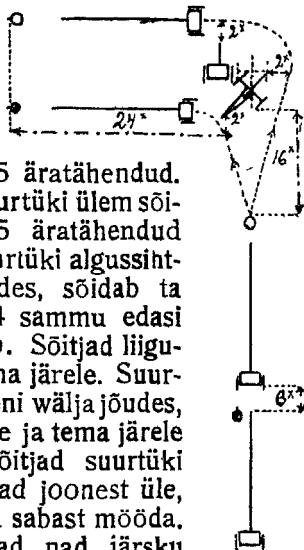 2ˣ
2ˣ
2ˣ
24ˣ
16ˣ
6ˣ
5 äratähendud.
urtüki ülem sõi-
5 äratähendud
urtüki algussiht-
des, sõidab ta
4 sammu edasi
Sõitjad liigu-
na järele. Suur-
eni wälja jõudes,
e ja tema järele
õitjad suurtüki
ad joonest üle,
sabast mööda.
ad nad järsku